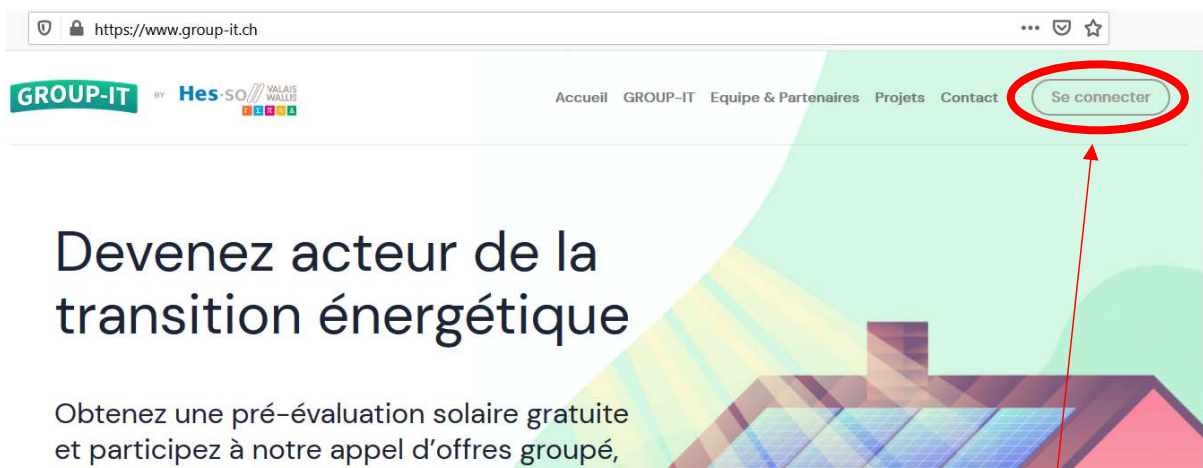 https://www.group-it.ch
GROUP-IT BY Hes·so VALAIS WALLIS
Σ π ≈ &
Accueil GROUP-IT Equipe & Partenaires Projets Contact Se connecter
Devenez acteur de la
transition énergétique
Obtenez une pré-évaluation solaire gratuite
et participez à notre appel d'offres groupé,